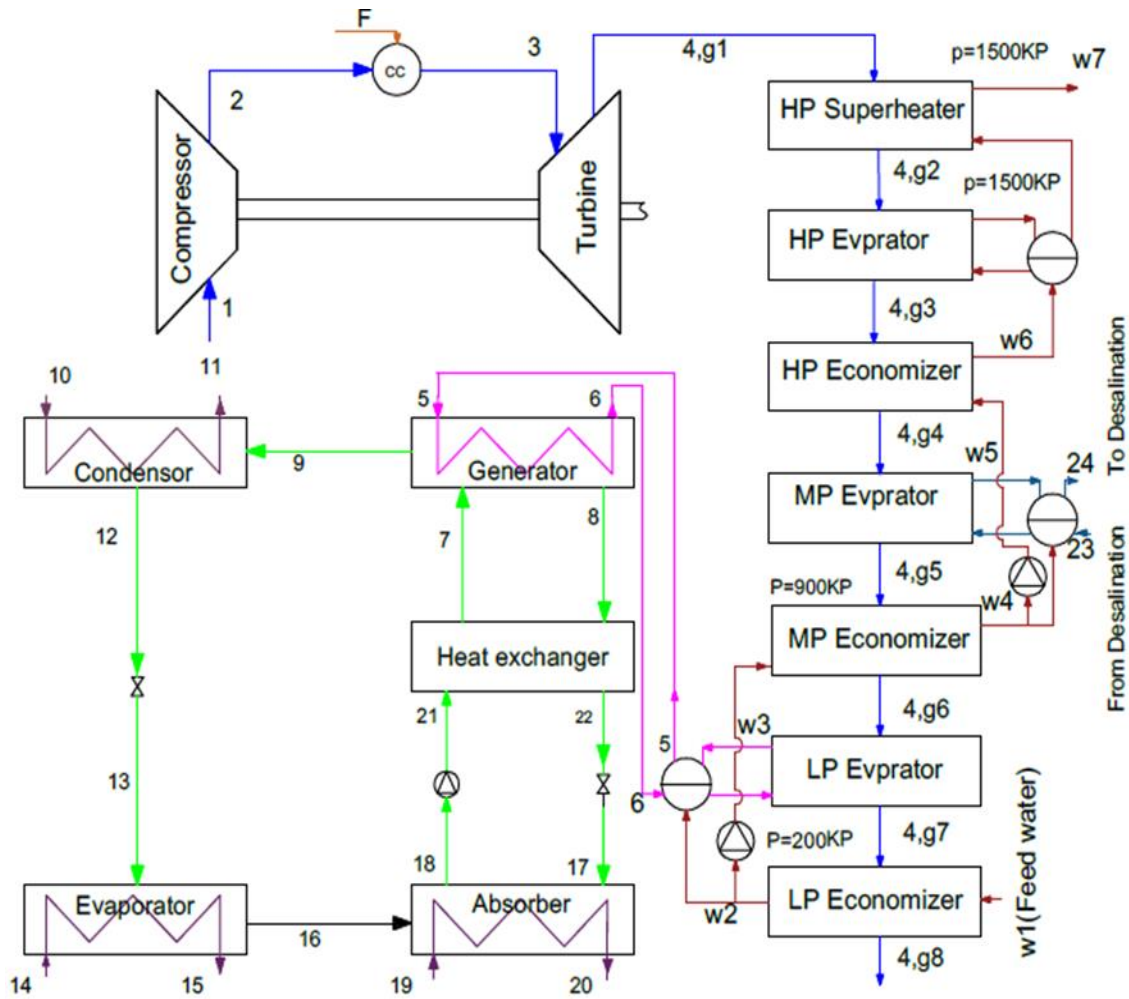 F
4,g1
p=1500KP
w7
3
cc
2
HP Superheater
Compressor
Turbine
4,g2
p=1500KP
HP Evprator
1
4,g3
w6
10
11
5
6
HP Economizer
To Desalination
4,g4
w5
24
Condensor
9
Generator
MP Evprator
12
7
8
23
4,g5
From Desalination
P=900KP
w4
MP Economizer
Heat exchanger
21
22
4,g6
w3
5
13
LP Evprator
6
4,g7
18
17
P=200KP
w1(Feed water)
Evaporator
Absorber
w2
LP Economizer
16
14
15
19
20
4,g8